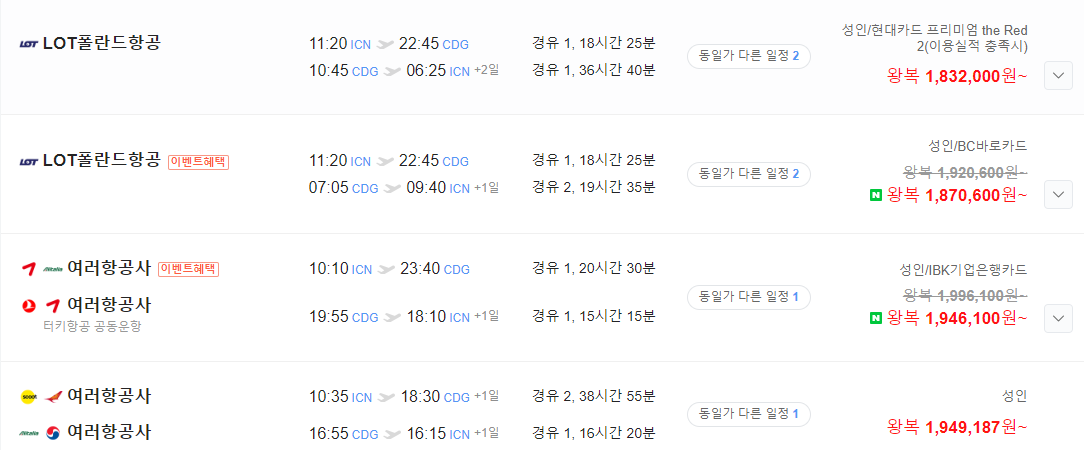 LOT LOT폴란드항공
11:20 ICN 22:45 CDG 경유 1, 18시간 25분
10:45 CDG 06:25 ICN +2일 경유 1, 36시간 40분
동일가 다른 일정 2
성인/현대카드 프리미엄 the Red
2(이용실적 충족시)
왕복 1,832,000원~
LOT LOT폴란드항공 이벤트혜택
11:20 ICN 22:45 CDG 경유 1, 18시간 25분
07:05 CDG 09:40 ICN +1일 경유 2, 19시간 35분
동일가 다른 일정 2
성인/BC바로카드
왕복 1,920,600원~
N 왕복 1,870,600원~
Alitalia 여러항공사 이벤트혜택
10:10 ICN 23:40 CDG 경유 1, 20시간 30분
여러항공사
터키항공 공동운항
19:55 CDG 18:10 ICN +1일 경유 1, 15시간 15분
동일가 다른 일정 1
성인/IBK기업은행카드
왕복 1,996,100원~
N 왕복 1,946,100원~
scoot 여러항공사
10:35 ICN 18:30 CDG +1일 경유 2, 38시간 55분
Alitalia 여러항공사
16:55 CDG 16:15 ICN +1일 경유 1, 16시간 20분
동일가 다른 일정 1
성인
왕복 1,949,187원~